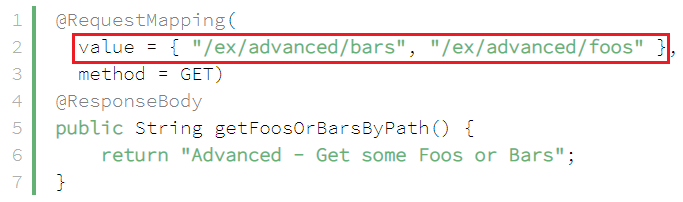 1 @RequestMapping(
2 value = { "/ex/advanced/bars", "/ex/advanced/foos" },
3 method = GET)
4 @ResponseBody
5 public String getFoosOrBarsByPath() {
6 return "Advanced - Get some Foos or Bars";
7 }